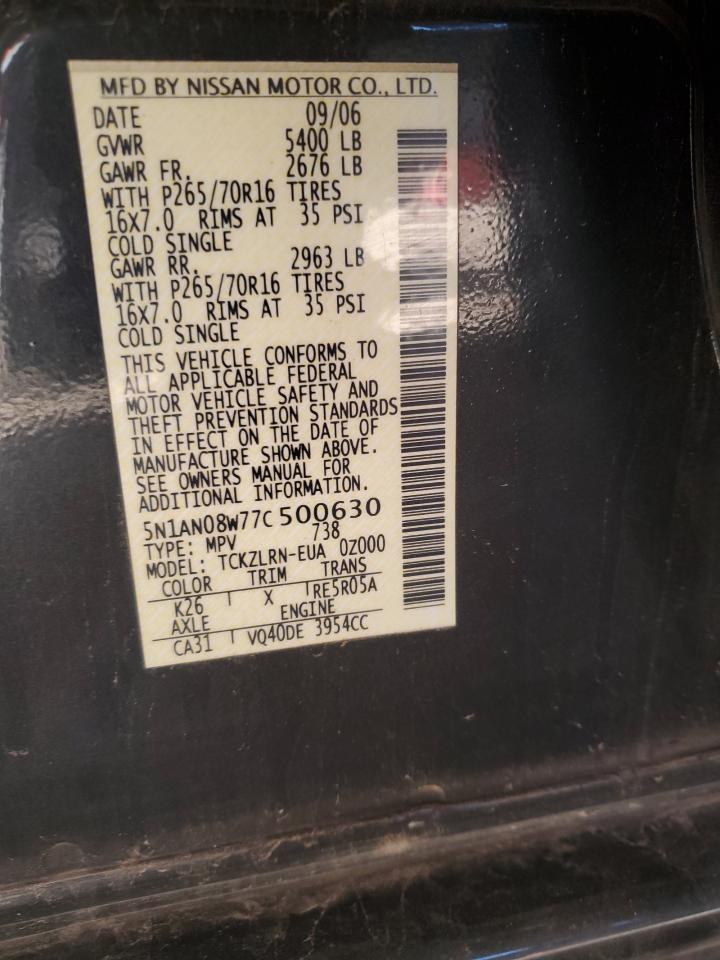 MFD BY NISSAN MOTOR CO., LTD.
DATE 09/06
GVWR 5400 LB
GAWR FR. 2676 LB
WITH P265/70R16 TIRES
16X7.0 RIMS AT 35 PSI
COLD SINGLE
GAWR RR. 2963 LB
WITH P265/70R16 TIRES
16X7.0 RIMS AT 35 PSI
COLD SINGLE
THIS VEHICLE CONFORMS TO
ALL APPLICABLE FEDERAL
MOTOR VEHICLE SAFETY AND
THEFT PREVENTION STANDARDS
IN EFFECT ON THE DATE OF
MANUFACTURE SHOWN ABOVE.
SEE OWNERS MANUAL FOR
ADDITIONAL INFORMATION.
5N1AN08W77C500630
TYPE: MPV 738
MODEL: TCKZLRN-EUA 0Z000
COLOR TRIM TRANS
K26 X RE5R05A
AXLE ENGINE
CA31 VQ40DE 3954CC